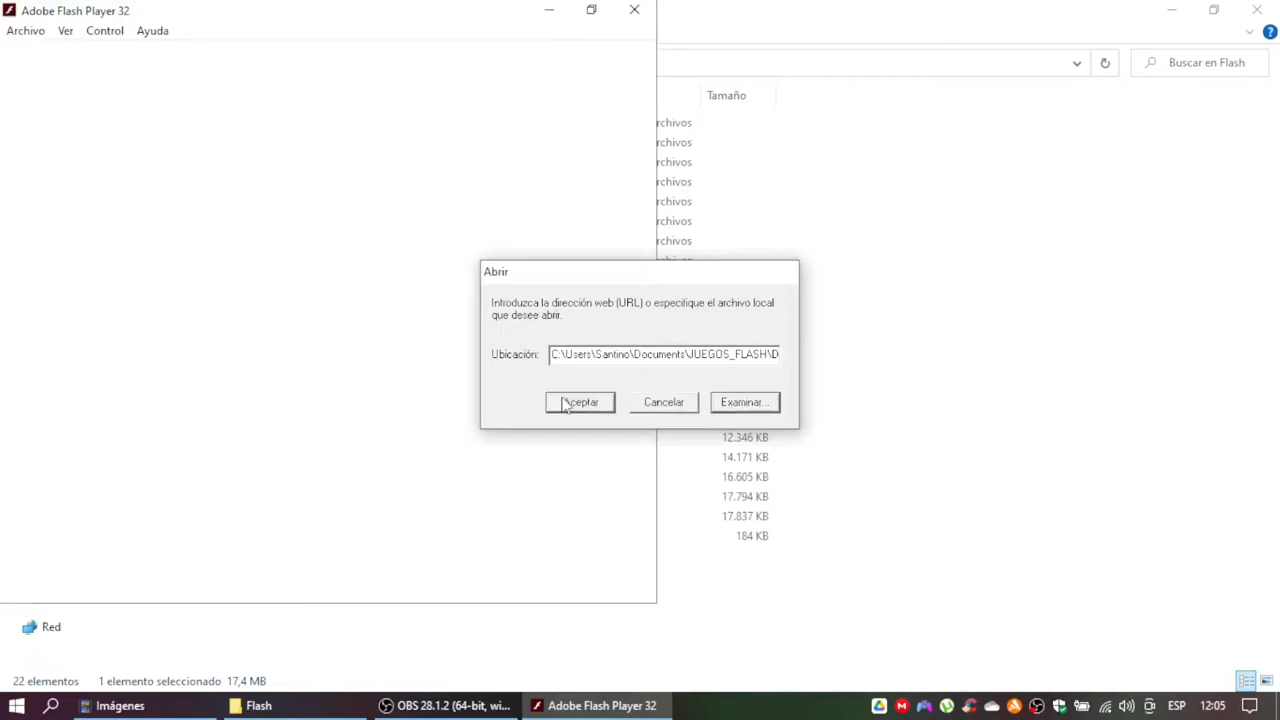 Adobe Flash Player 32
Archivo Ver Control Ayuda
Buscar en Flash
Tamaño
rchivos
rchivos
rchivos
rchivos
rchivos
rchivos
rchivos
Abrir
Introduzca la dirección web (URL) o especifique el archivo local
que desee abrir.
Ubicación: C:\Users\Santino\Documents\JUEGOS_FLASH\D
Aceptar Cancelar Examinar...
12.346 KB
14.171 KB
16.605 KB
17.794 KB
17.837 KB
184 KB
Red
22 elementos 1 elemento seleccionado 17,4 MB
Imágenes Flash OBS 28.1.2 (64-bit, wi... Adobe Flash Player 32 ESP 12:05